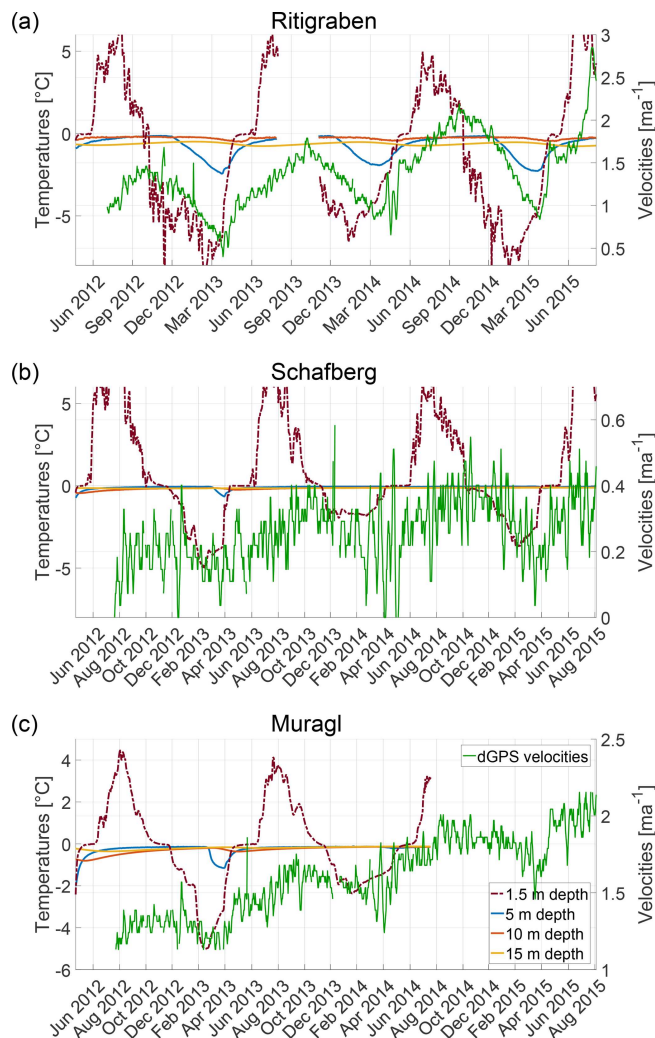 (a)
Ritigraben
Temperatures [°C]
5
0
-5
3
2.5
2
1.5
1
0.5
Velocities [ma⁻¹]
Jun 2012
Sep 2012
Dec 2012
Mar 2013
Jun 2013
Sep 2013
Dec 2013
Mar 2014
Jun 2014
Sep 2014
Dec 2014
Mar 2015
Jun 2015
(b)
Schafberg
Temperatures [°C]
5
0
-5
0.6
0.4
0.2
0
Velocities [ma⁻¹]
Jun 2012
Aug 2012
Oct 2012
Dec 2012
Feb 2013
Apr 2013
Jun 2013
Aug 2013
Oct 2013
Dec 2013
Feb 2014
Apr 2014
Jun 2014
Aug 2014
Oct 2014
Dec 2014
Feb 2015
Apr 2015
Jun 2015
Aug 2015
(c)
Muragl
Temperatures [°C]
4
2
0
-2
-4
-6
dGPS velocities
1.5 m depth
5 m depth
10 m depth
15 m depth
2.5
2
1.5
1
Velocities [ma⁻¹]
Jun 2012
Aug 2012
Oct 2012
Dec 2012
Feb 2013
Apr 2013
Jun 2013
Aug 2013
Oct 2013
Dec 2013
Feb 2014
Apr 2014
Jun 2014
Aug 2014
Oct 2014
Dec 2014
Feb 2015
Apr 2015
Jun 2015
Aug 2015